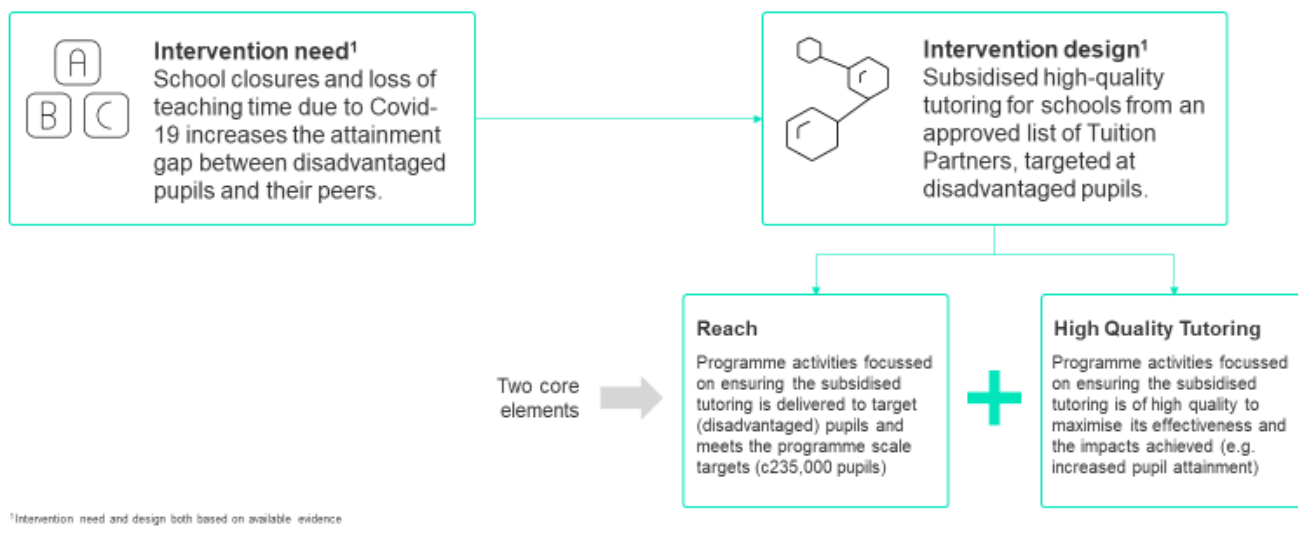 A
B C
Intervention need¹
School closures and loss of
teaching time due to Covid-
19 increases the attainment
gap between disadvantaged
pupils and their peers.
Intervention design¹
Subsidised high-quality
tutoring for schools from an
approved list of Tuition
Partners, targeted at
disadvantaged pupils.
Two core
elements
Reach
Programme activities focussed
on ensuring the subsidised
tutoring is delivered to target
(disadvantaged) pupils and
meets the programme scale
targets (c235,000 pupils)
High Quality Tutoring
Programme activities focussed
on ensuring the subsidised
tutoring is of high quality to
maximise its effectiveness and
the impacts achieved (e.g.
increased pupil attainment)
¹Intervention need and design both based on available evidence